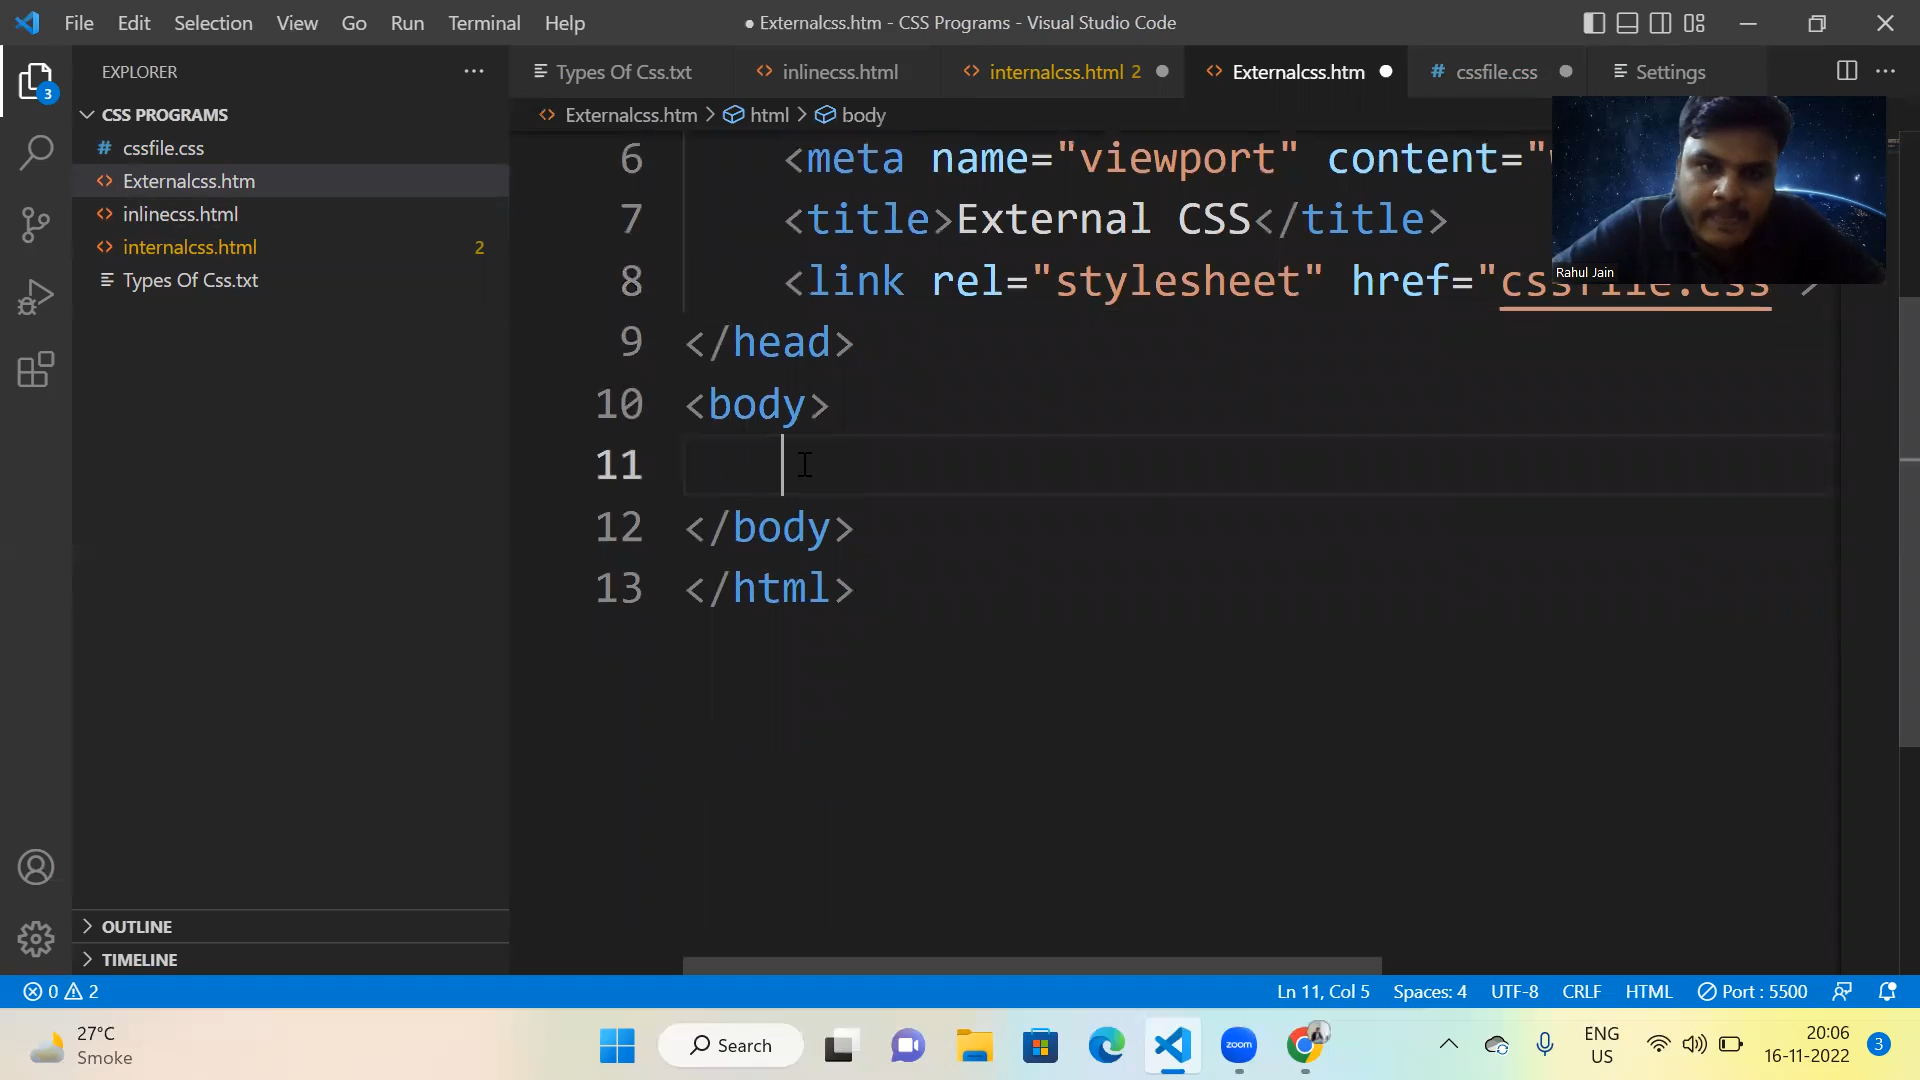 File Edit Selection View Go Run Terminal Help
● Externalcss.htm - CSS Programs - Visual Studio Code
EXPLORER
CSS PROGRAMS
cssfile.css
Externalcss.htm
inlinecss.html
internalcss.html 2
Types Of Css.txt
OUTLINE
TIMELINE
3
Types Of Css.txt inlinecss.html internalcss.html 2 Externalcss.htm cssfile.css Settings
Externalcss.htm > html > body
6 <meta name="viewport" content="
7 <title>External CSS</title>
8 <link rel="stylesheet" href="cssfile.css">
9 </head>
10 <body>
11
12 </body>
13 </html>
Rahul Jain
0 2
Ln 11, Col 5 Spaces: 4 UTF-8 CRLF HTML Port : 5500
27°C
Smoke
Search
zoom
ENG
US
20:06
16-11-2022
3